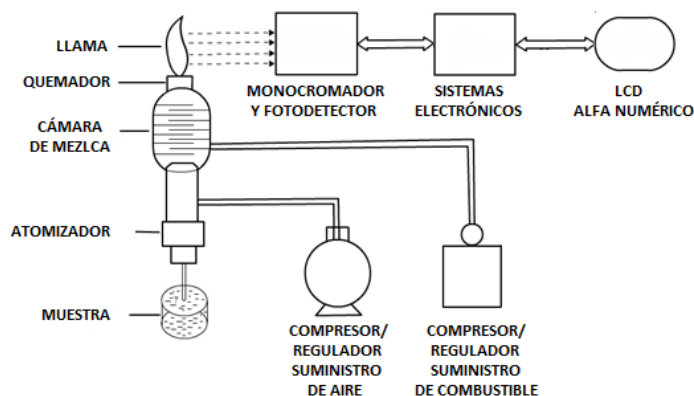 LLAMA
QUEMADOR
CÁMARA
DE MEZLCA
ATOMIZADOR
MUESTRA
MONOCROMADOR
Y FOTODETECTOR
SISTEMAS
ELECTRÓNICOS
LCD
ALFA NUMÉRICO
COMPRESOR/
REGULADOR
SUMINISTRO
DE AIRE
COMPRESOR/
REGULADOR
SUMINISTRO
DE COMBUSTIBLE